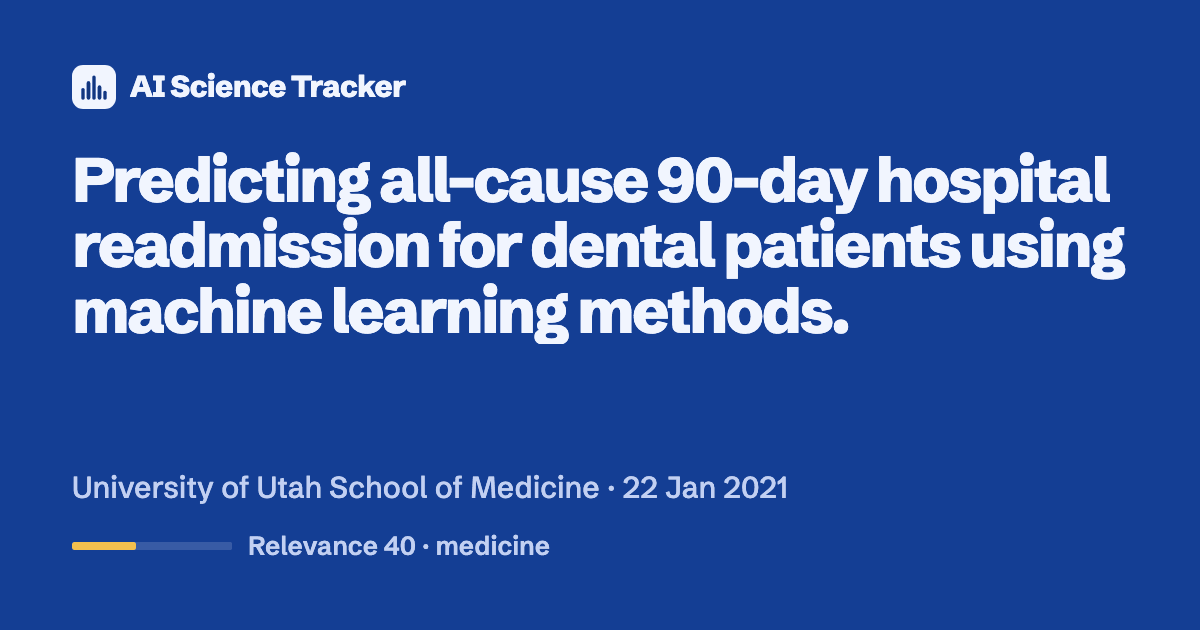 AI Science Tracker
Predicting all-cause 90-day hospital
readmission for dental patients using
machine learning methods.
University of Utah School of Medicine · 22 Jan 2021
Relevance 40 · medicine